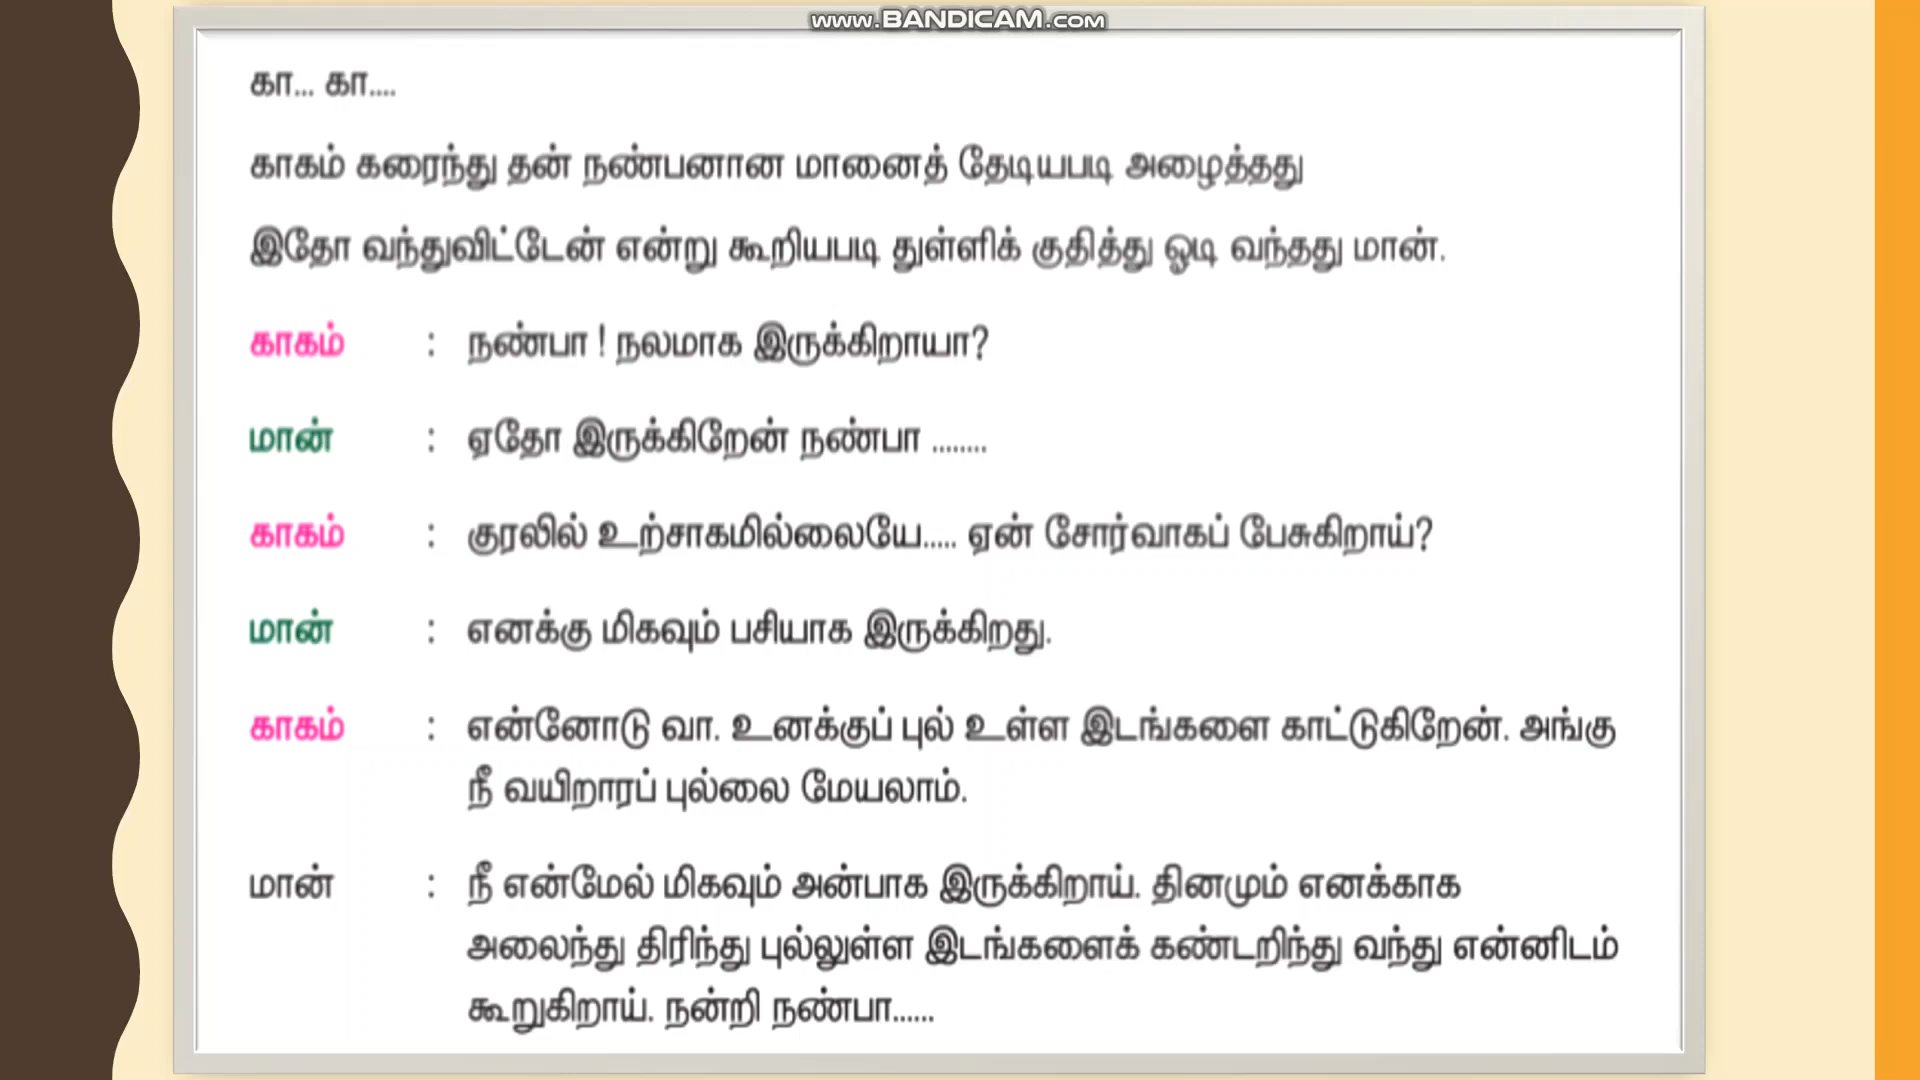 www.BANDICAM.com
கா... கா....
காகம் கரைந்து தன் நண்பனான மானைத் தேடியபடி அழைத்தது
இதோ வந்துவிட்டேன் என்று கூறியபடி துள்ளிக் குதித்து ஓடி வந்தது மான்.
காகம் : நண்பா ! நலமாக இருக்கிறாயா?
மான் : ஏதோ இருக்கிறேன் நண்பா ........
காகம் : குரலில் உற்சாகமில்லையே..... ஏன் சோர்வாகப் பேசுகிறாய்?
மான் : எனக்கு மிகவும் பசியாக இருக்கிறது.
காகம் : என்னோடு வா. உனக்குப் புல் உள்ள இடங்களை காட்டுகிறேன். அங்கு
நீ வயிறாரப் புல்லை மேயலாம்.
மான் : நீ என்மேல் மிகவும் அன்பாக இருக்கிறாய். தினமும் எனக்காக
அலைந்து திரிந்து புல்லுள்ள இடங்களைக் கண்டறிந்து வந்து என்னிடம்
கூறுகிறாய். நன்றி நண்பா......